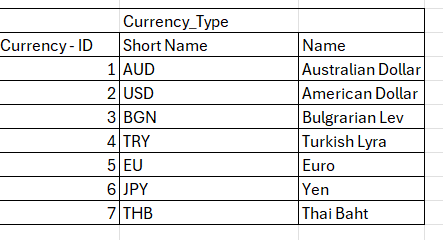 Currency_Type
Currency - ID Short Name Name
1 AUD Australian Dollar
2 USD American Dollar
3 BGN Bulgrarian Lev
4 TRY Turkish Lyra
5 EU Euro
6 JPY Yen
7 THB Thai Baht